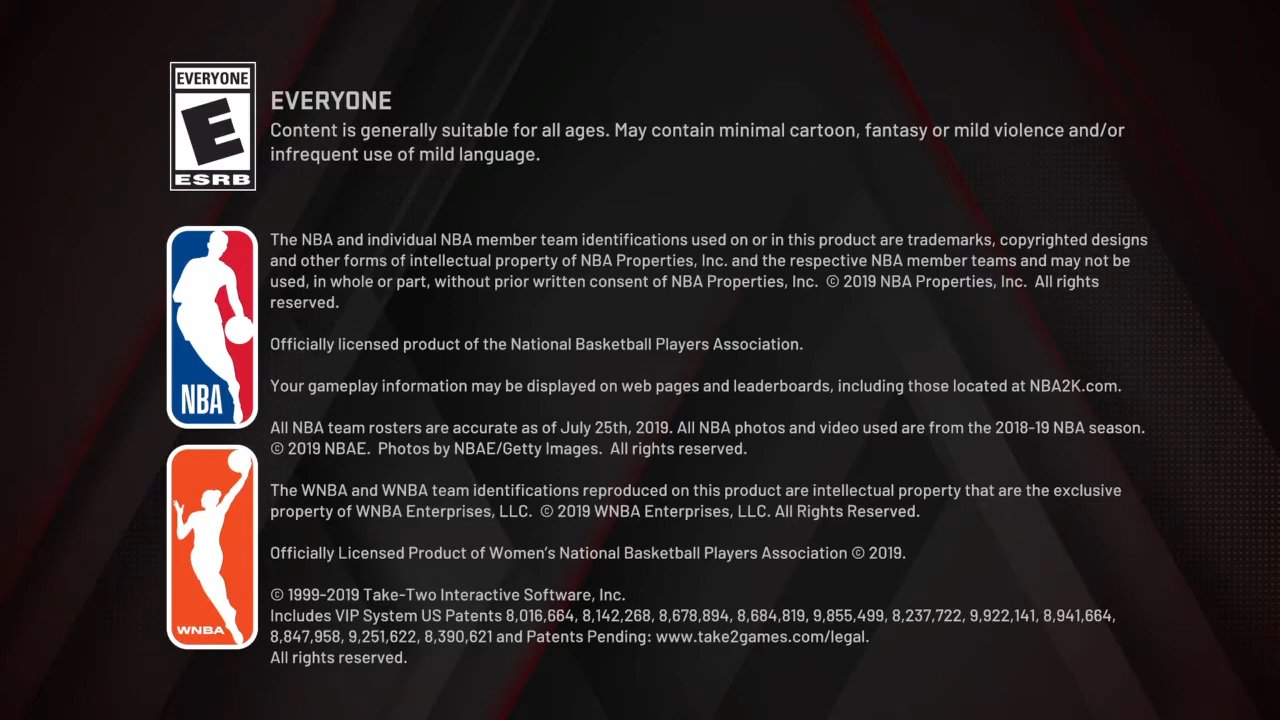 EVERYONE
E
ESRB
EVERYONE
Content is generally suitable for all ages. May contain minimal cartoon, fantasy or mild violence and/or
infrequent use of mild language.
NBA
The NBA and individual NBA member team identifications used on or in this product are trademarks, copyrighted designs
and other forms of intellectual property of NBA Properties, Inc. and the respective NBA member teams and may not be
used, in whole or part, without prior written consent of NBA Properties, Inc.  © 2019 NBA Properties, Inc.  All rights
reserved.
Officially licensed product of the National Basketball Players Association.
Your gameplay information may be displayed on web pages and leaderboards, including those located at NBA2K.com.
All NBA team rosters are accurate as of July 25th, 2019. All NBA photos and video used are from the 2018-19 NBA season.
© 2019 NBAE.  Photos by NBAE/Getty Images.  All rights reserved.
WNBA
The WNBA and WNBA team identifications reproduced on this product are intellectual property that are the exclusive
property of WNBA Enterprises, LLC.  © 2019 WNBA Enterprises, LLC. All Rights Reserved.
Officially Licensed Product of Women's National Basketball Players Association © 2019.
© 1999-2019 Take-Two Interactive Software, Inc.
Includes VIP System US Patents 8,016,664, 8,142,268, 8,678,894, 8,684,819, 9,855,499, 8,237,722, 9,922,141, 8,941,664,
8,847,958, 9,251,622, 8,390,621 and Patents Pending: www.take2games.com/legal.
All rights reserved.